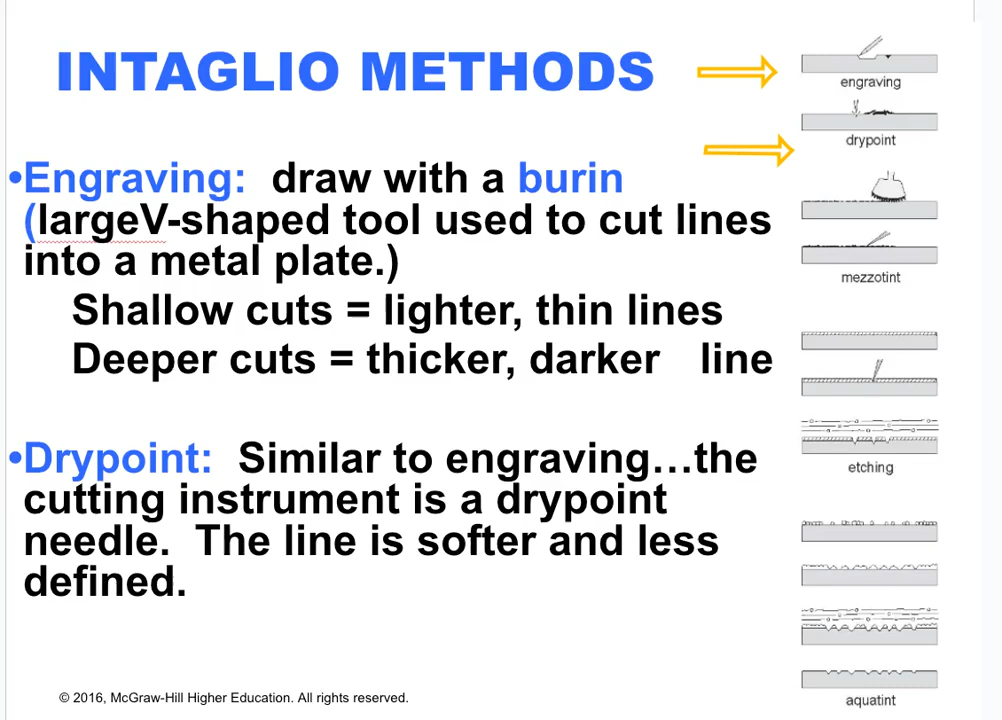 INTAGLIO METHODS
•Engraving: draw with a burin
(largeV-shaped tool used to cut lines
into a metal plate.)
Shallow cuts = lighter, thin lines
Deeper cuts = thicker, darker line
•Drypoint: Similar to engraving…the
cutting instrument is a drypoint
needle. The line is softer and less
defined.
© 2016, McGraw-Hill Higher Education. All rights reserved.
engraving
drypoint
mezzotint
etching
aquatint